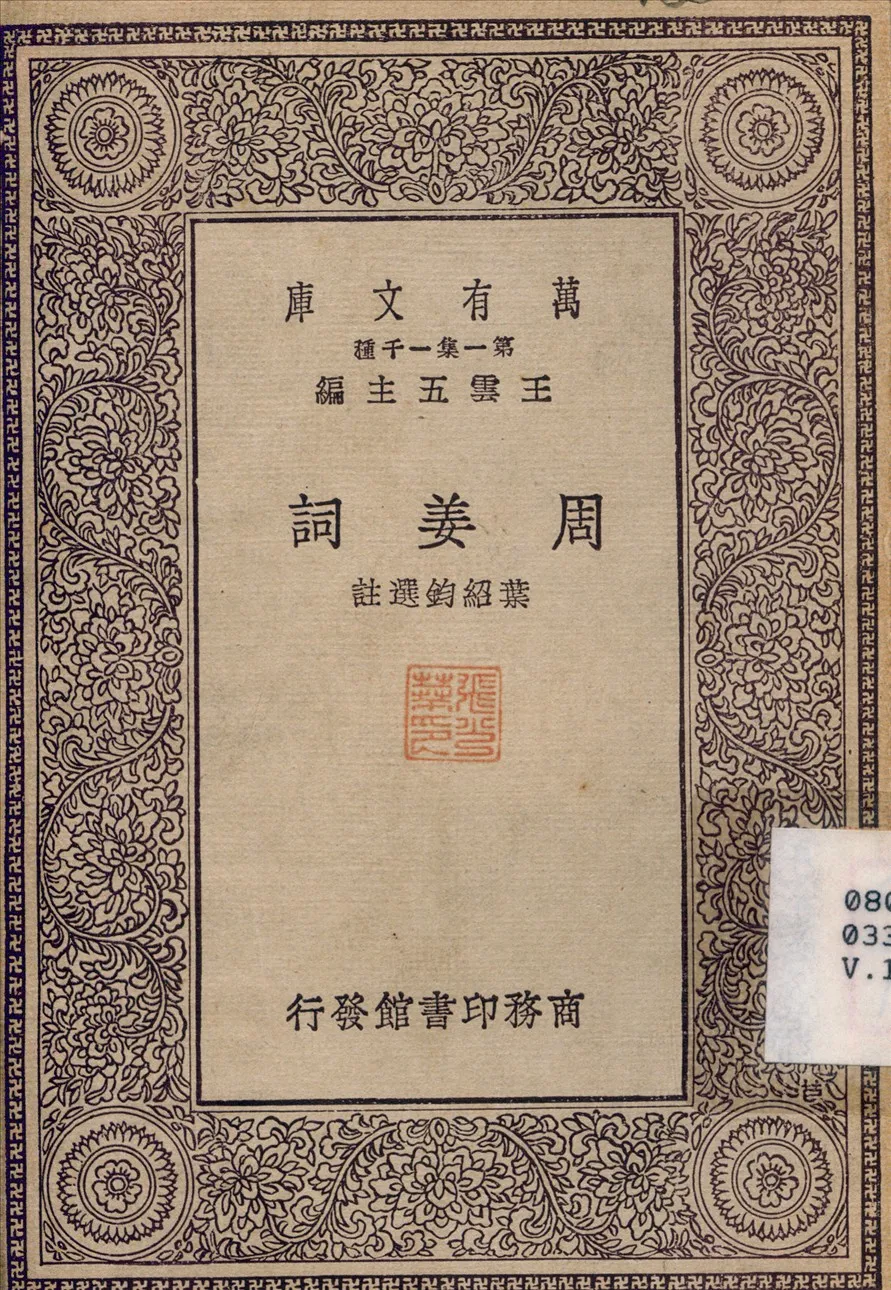 萬有文庫
第一集一千種
王雲五主編
周姜詞
葉紹鈞選註
商務印書館發行
080
033
V.1